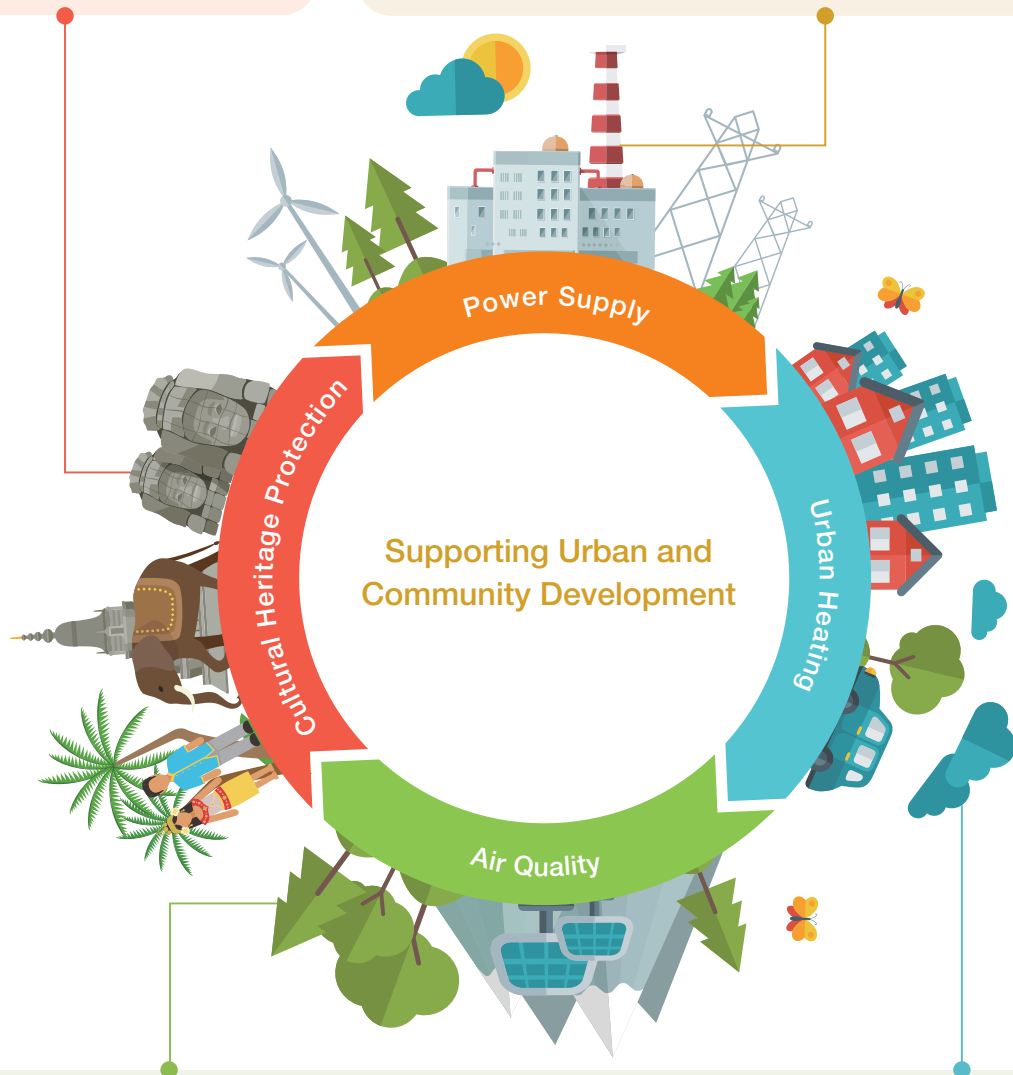 Power Supply
Urban Heating
Air Quality
Cultural Heritage Protection
Supporting Urban and
Community Development